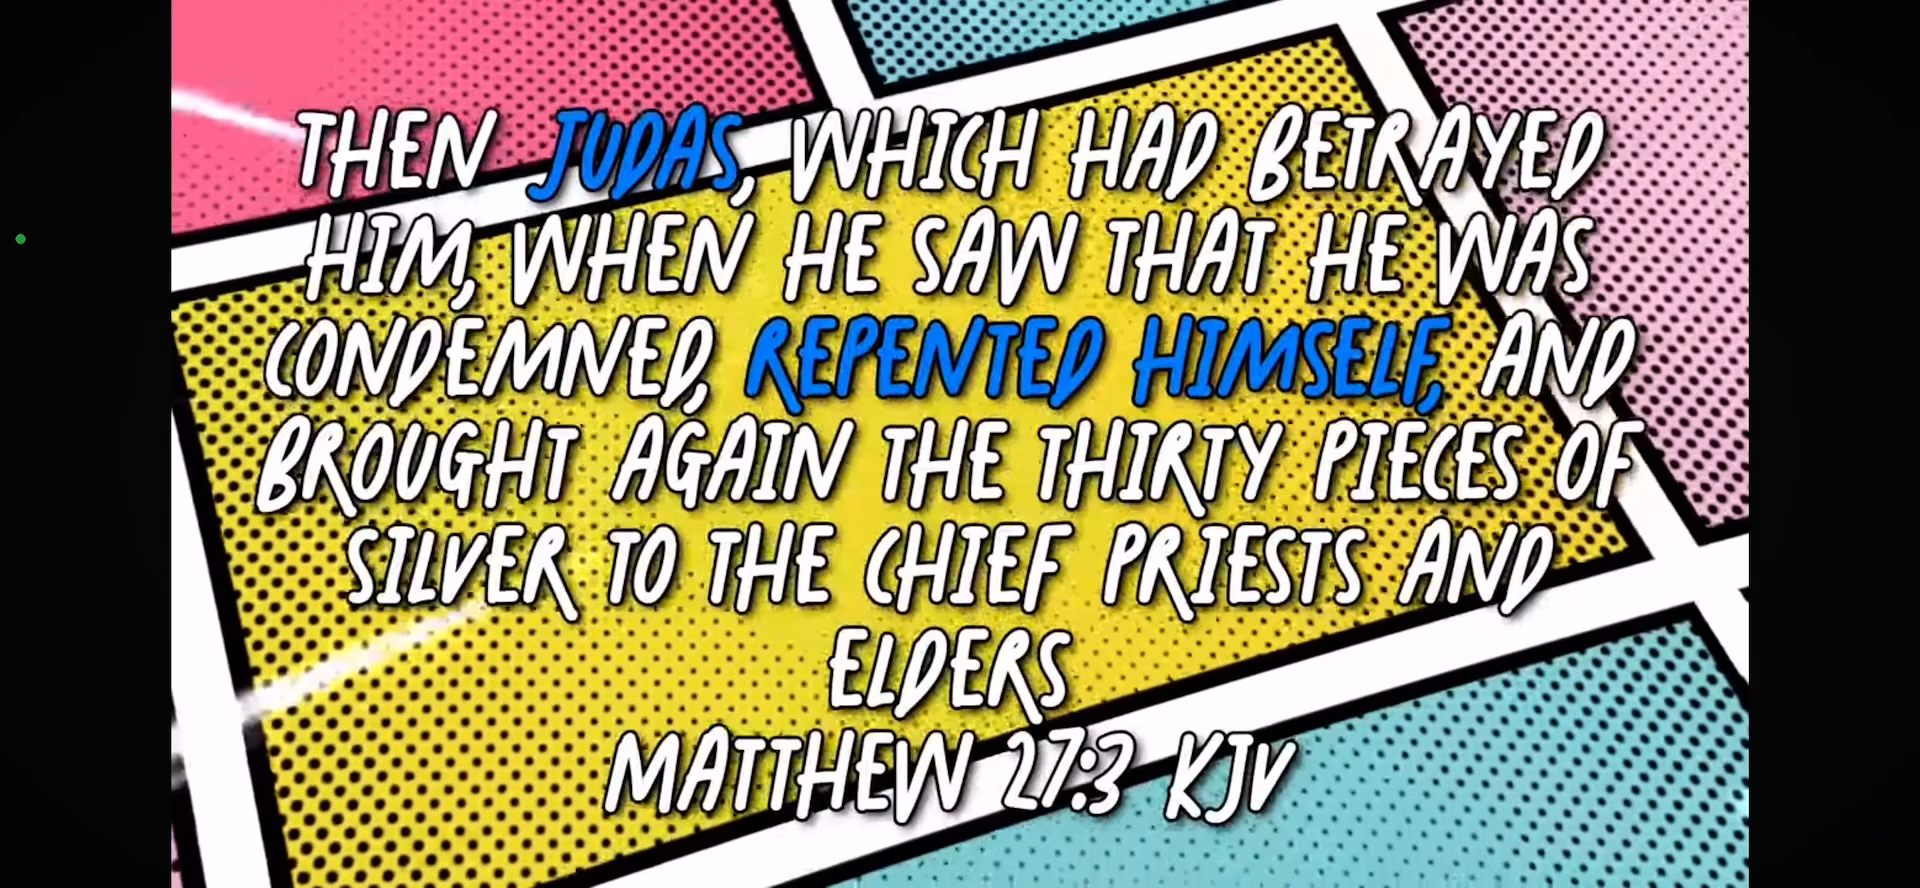 THEN JUDAS, WHICH HAD BETRAYED
HIM, WHEN HE SAW THAT HE WAS
CONDEMNED, REPENTED HIMSELF, AND
BROUGHT AGAIN THE THIRTY PIECES OF
SILVER TO THE CHIEF PRIESTS AND
ELDERS
MATTHEW 27:3 KJV